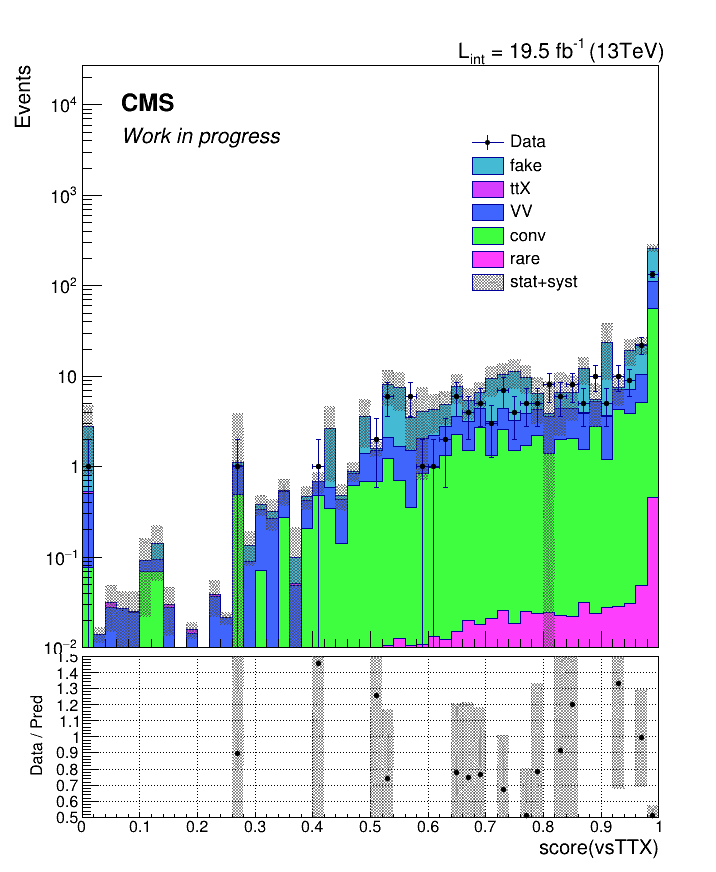 L_int = 19.5 fb^-1 (13TeV)
Events
CMS
Work in progress
Data
fake
ttX
VV
conv
rare
stat+syst
10^4
10^3
10^2
10
1
10^−1
10^−2
Data / Pred
1.5
1.4
1.3
1.2
1.1
1
0.9
0.8
0.7
0.6
0.5
0 0.1 0.2 0.3 0.4 0.5 0.6 0.7 0.8 0.9 1
score(vsTTX)